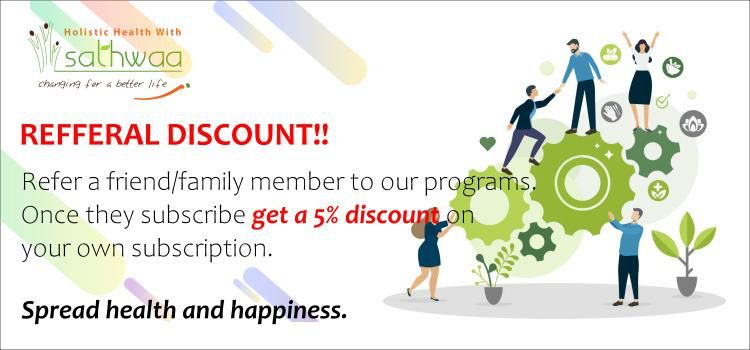 Holistic Health With
sathwaa
changing for a better life
REFFERAL DISCOUNT!!
Refer a friend/family member to our programs.
Once they subscribe get a 5% discount on
your own subscription.
Spread health and happiness.